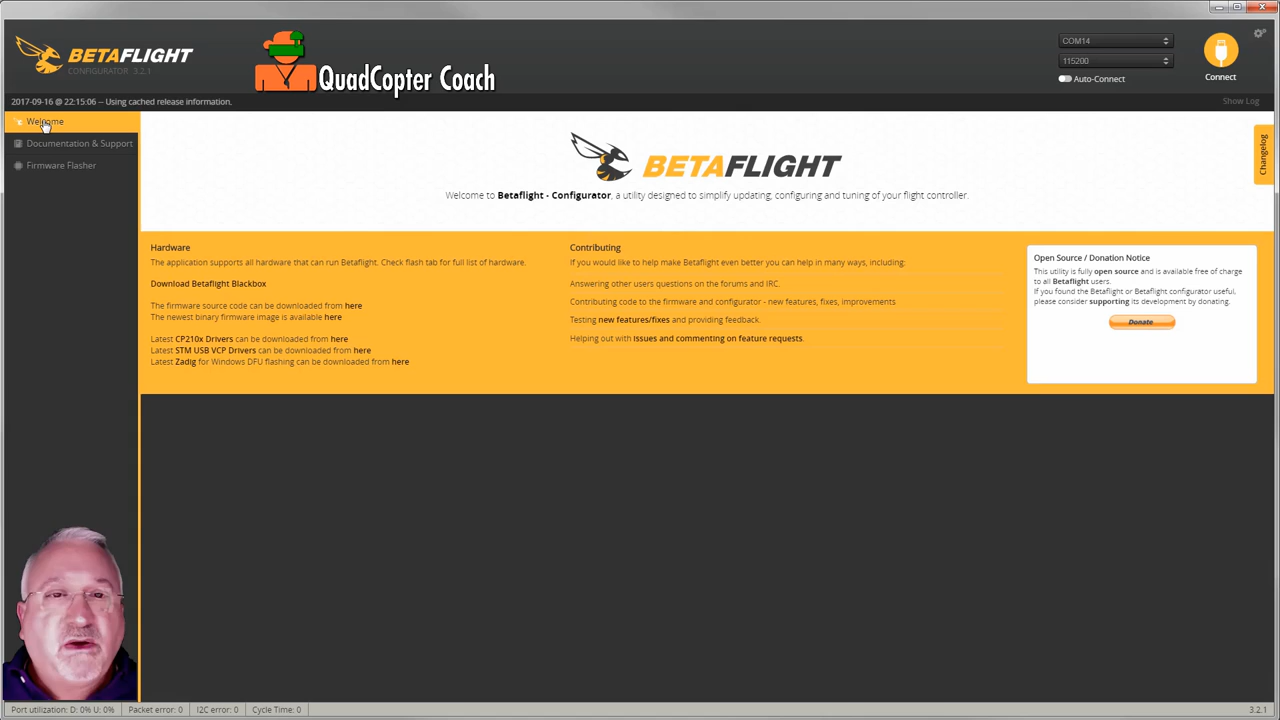 BETAFLIGHT
CONFIGURATOR 3.2.1
QuadCopter Coach
COM14
115200
Auto-Connect
Connect
2017-09-16 @ 22:15:06 -- Using cached release information.
Show Log
Welcome
Documentation & Support
Firmware Flasher
Changelog
BETAFLIGHT
Welcome to Betaflight - Configurator, a utility designed to simplify updating, configuring and tuning of your flight controller.
Hardware
The application supports all hardware that can run Betaflight. Check flash tab for full list of hardware.
Download Betaflight Blackbox
The firmware source code can be downloaded from here
The newest binary firmware image is available here
Latest CP210x Drivers can be downloaded from here
Latest STM USB VCP Drivers can be downloaded from here
Latest Zadig for Windows DFU flashing can be downloaded from here
Contributing
If you would like to help make Betaflight even better you can help in many ways, including:
Answering other users questions on the forums and IRC.
Contributing code to the firmware and configurator - new features, fixes, improvements
Testing new features/fixes and providing feedback.
Helping out with issues and commenting on feature requests.
Open Source / Donation Notice
This utility is fully open source and is available free of charge
to all Betaflight users.
If you found the Betaflight or Betaflight configurator useful,
please consider supporting its development by donating.
Donate
Port utilization: D: 0% U: 0%
Packet error: 0
I2C error: 0
Cycle Time: 0
3.2.1